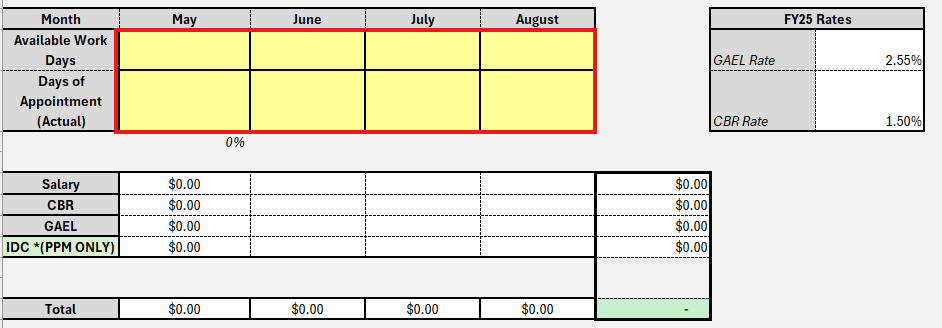 Month May June July August
Available Work
Days
Days of
Appointment
(Actual)
0%
FY25 Rates
GAEL Rate 2.55%
CBR Rate 1.50%
Salary $0.00 $0.00
CBR $0.00 $0.00
GAEL $0.00 $0.00
IDC *(PPM ONLY) $0.00 $0.00
Total $0.00 $0.00 $0.00 $0.00 -